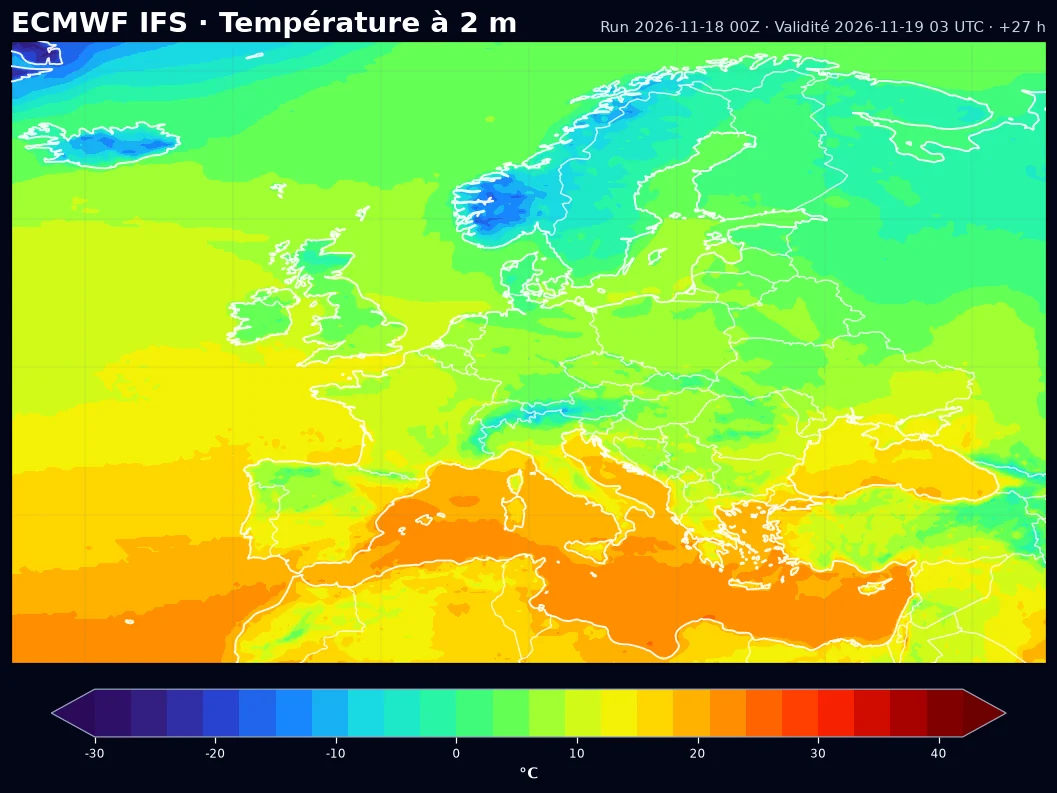 ECMWF IFS · Température à 2 m
Run 2026-11-18 00Z · Validité 2026-11-19 03 UTC · +27 h
-30 -20 -10 0 10 20 30 40
°C